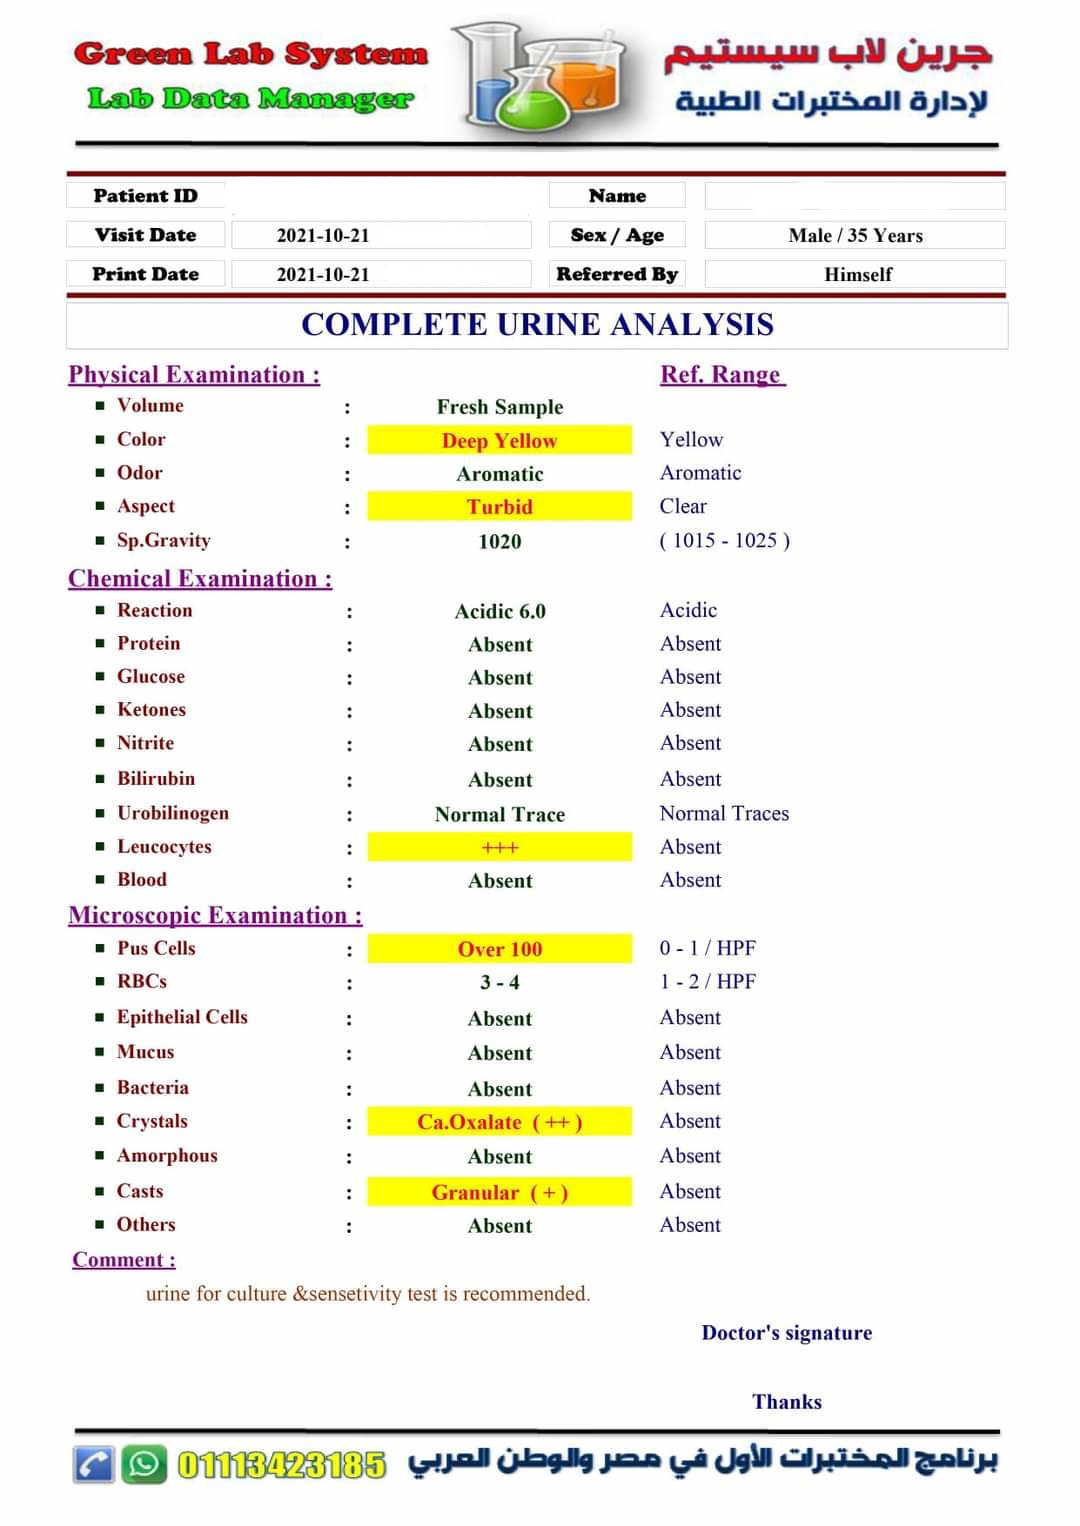 Green Lab System
Lab Data Manager
جرين لاب سيستيم
لإدارة المختبرات الطبية
Patient ID Name
Visit Date 2021-10-21 Sex / Age Male / 35 Years
Print Date 2021-10-21 Referred By Himself
COMPLETE URINE ANALYSIS
Physical Examination : Ref. Range
Volume : Fresh Sample
Color : Deep Yellow Yellow
Odor : Aromatic Aromatic
Aspect : Turbid Clear
Sp.Gravity : 1020 ( 1015 - 1025 )
Chemical Examination :
Reaction : Acidic 6.0 Acidic
Protein : Absent Absent
Glucose : Absent Absent
Ketones : Absent Absent
Nitrite : Absent Absent
Bilirubin : Absent Absent
Urobilinogen : Normal Trace Normal Traces
Leucocytes : +++ Absent
Blood : Absent Absent
Microscopic Examination :
Pus Cells : Over 100 0 - 1 / HPF
RBCs : 3 - 4 1 - 2 / HPF
Epithelial Cells : Absent Absent
Mucus : Absent Absent
Bacteria : Absent Absent
Crystals : Ca.Oxalate ( ++ ) Absent
Amorphous : Absent Absent
Casts : Granular ( + ) Absent
Others : Absent Absent
Comment :
urine for culture &sensetivity test is recommended.
Doctor's signature
Thanks
01113423185 برنامج المختبرات الأول في مصر والوطن العربي